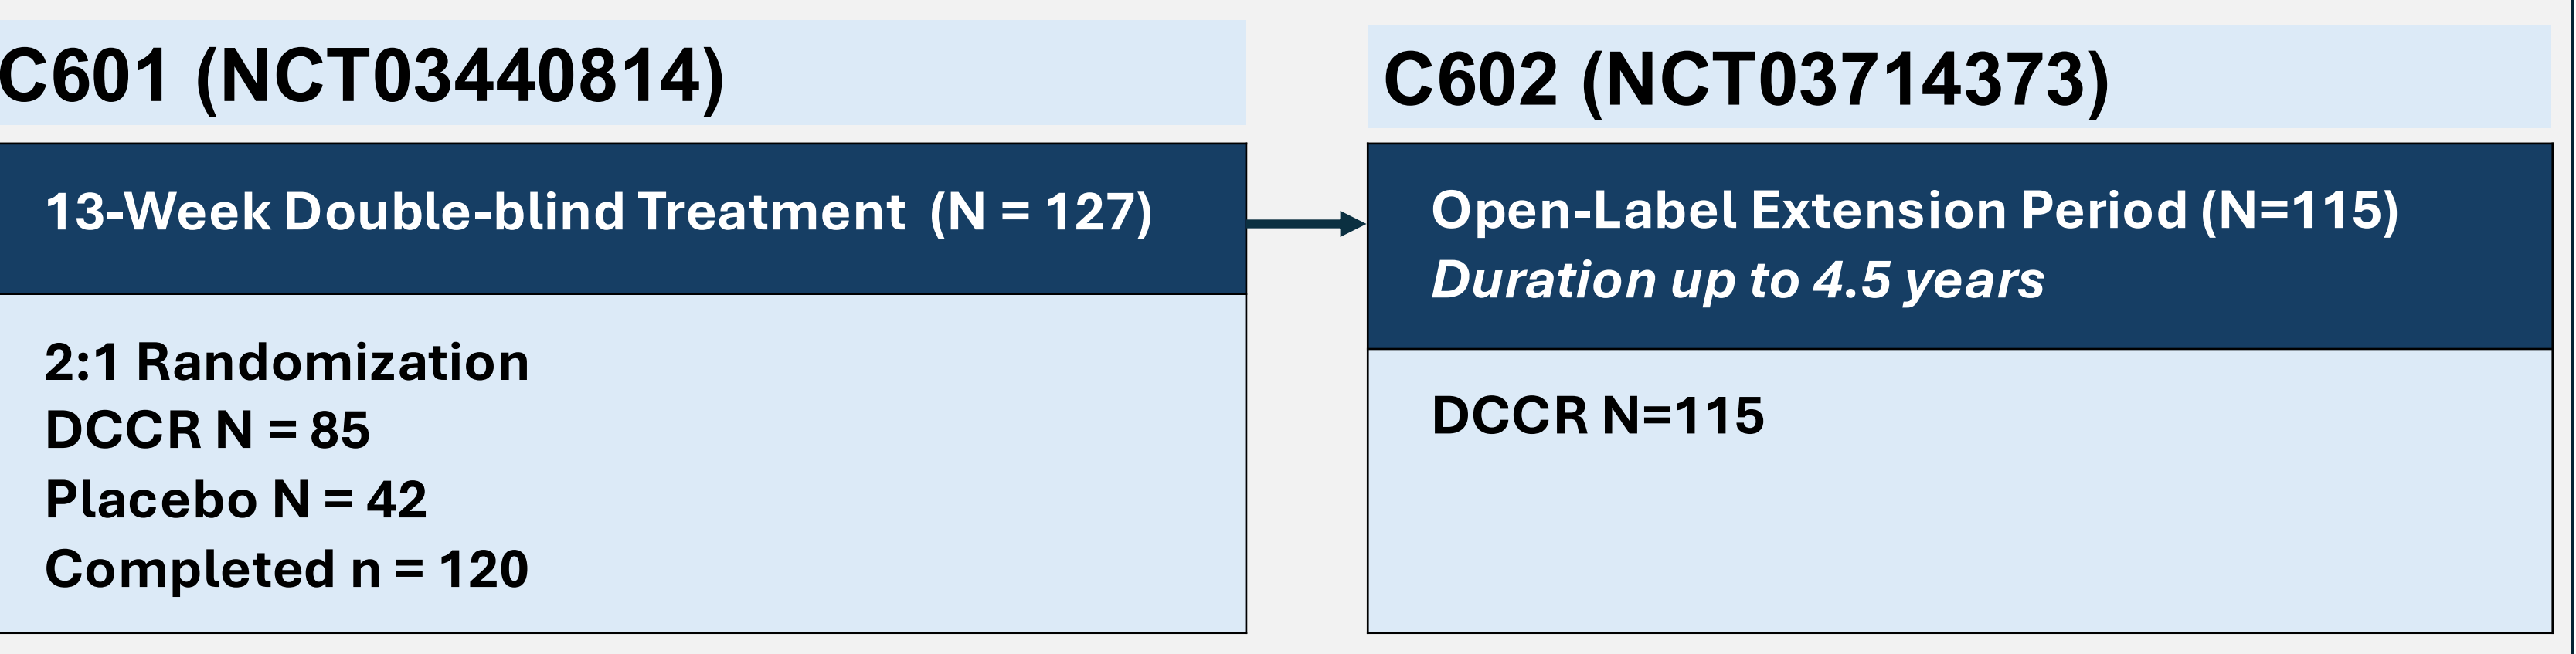 C601 (NCT03440814)
13-Week Double-blind Treatment (N = 127)
2:1 Randomization
DCCR N = 85
Placebo N = 42
Completed n = 120
C602 (NCT03714373)
Open-Label Extension Period (N=115)
Duration up to 4.5 years
DCCR N=115